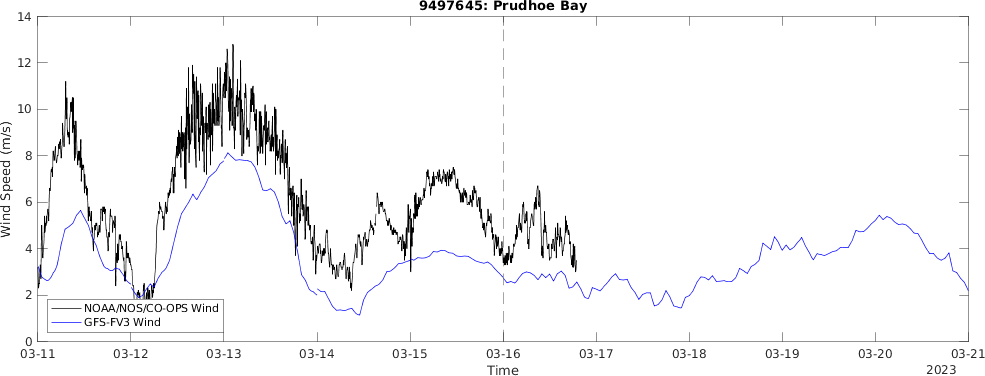 9497645: Prudhoe Bay
14
12
10
8
6
4
2
0
Wind Speed (m/s)
NOAA/NOS/CO-OPS Wind
GFS-FV3 Wind
03-11 03-12 03-13 03-14 03-15 03-16 03-17 03-18 03-19 03-20 03-21
Time
2023